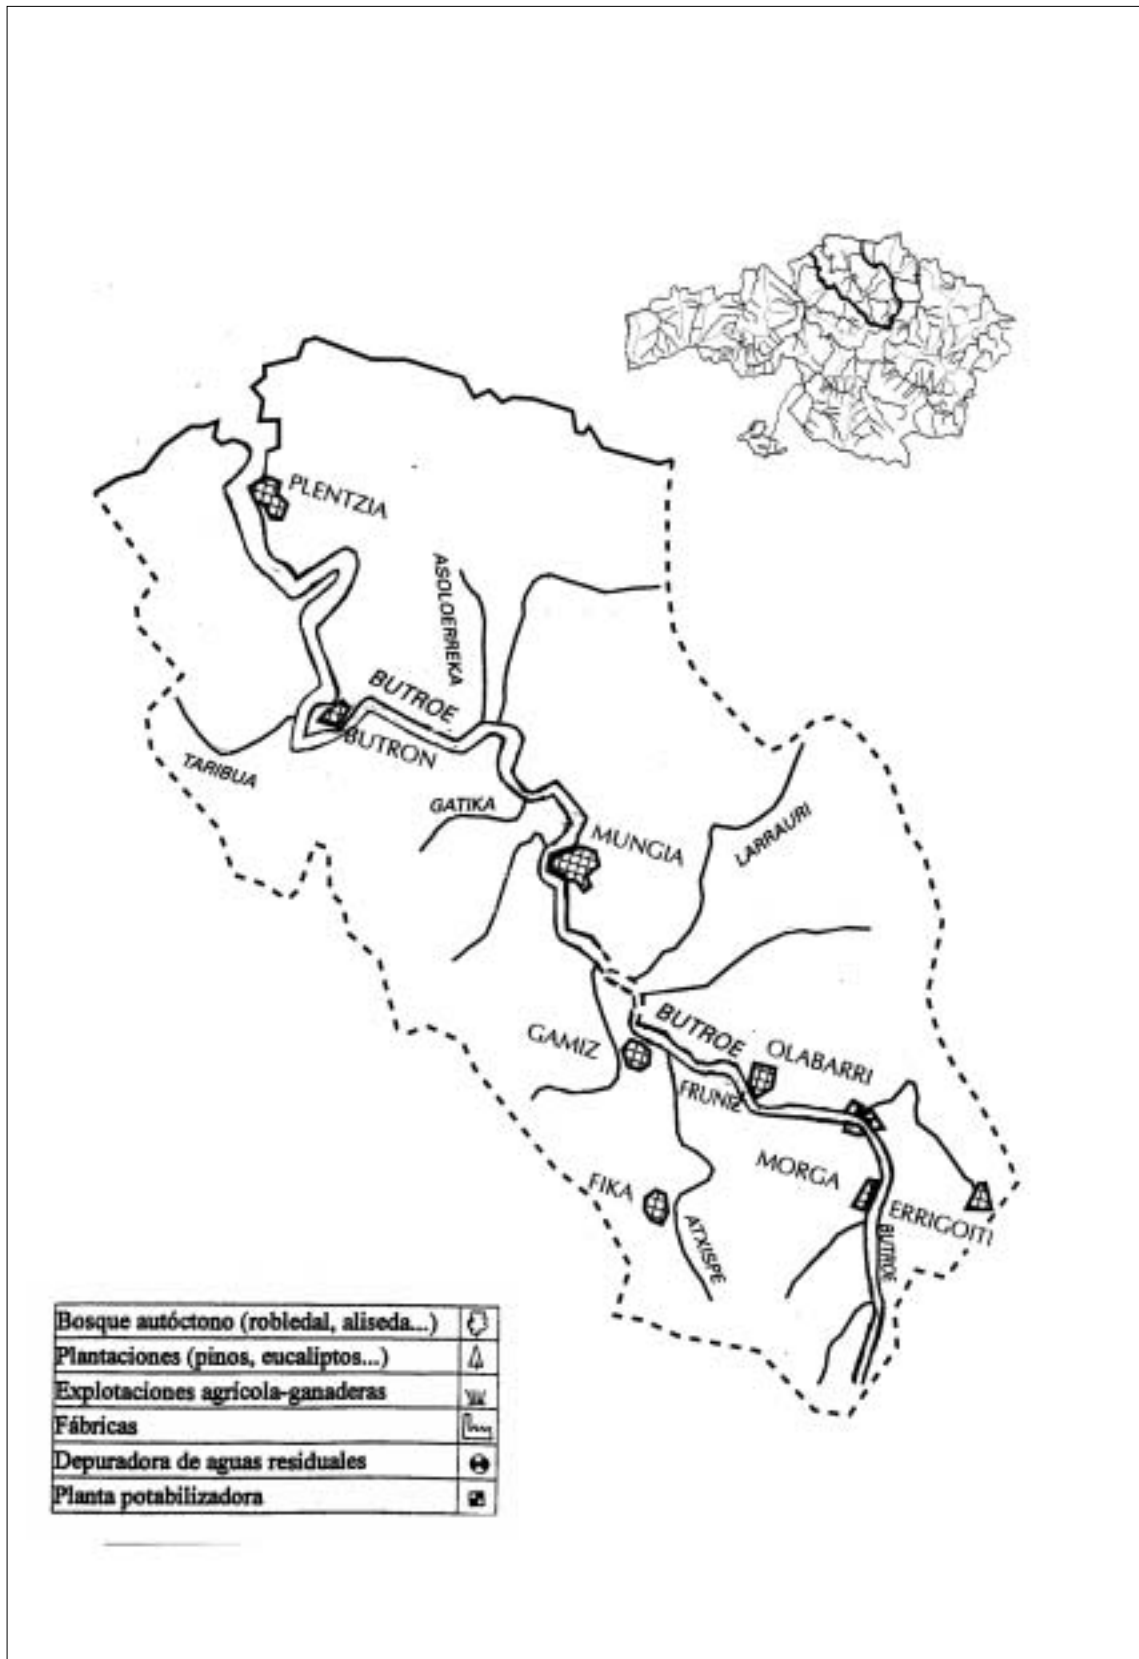 PLENTZIA
ASOLOERREKA
BUTROE
BUTRON
TARIBUA
GATIKA
MUNGIA
LARRAURI
BUTROE
GAMIZ
OLABARRI
FRUNIZ
MORGA
FIKA
ERRIGOITI
ATXISPE
BUTROE
Bosque autóctono (robledal, aliseda...)
Plantaciones (pinos, eucaliptos...)
Explotaciones agrícola-ganaderas
Fábricas
Depuradora de aguas residuales
Planta potabilizadora